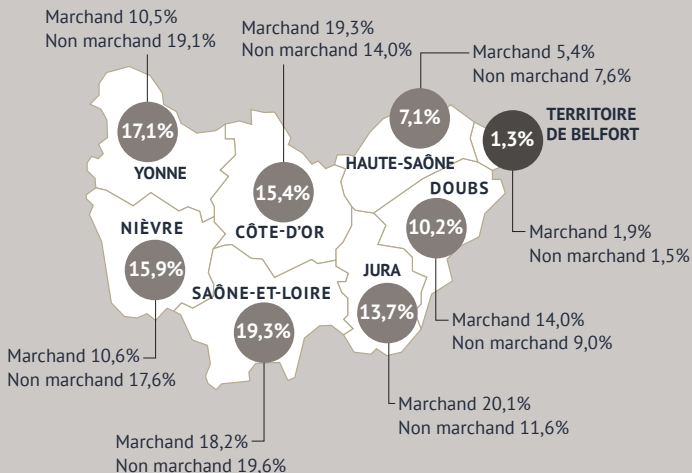 Marchand 10,5%
Non marchand 19,1%
Marchand 19,3%
Non marchand 14,0%
Marchand 5,4%
Non marchand 7,6%
17,1%
YONNE
15,4%
CÔTE-D'OR
7,1%
HAUTE-SAÔNE
1,3%
TERRITOIRE
DE BELFORT
DOUBS
10,2%
Marchand 1,9%
Non marchand 1,5%
NIÈVRE
15,9%
SAÔNE-ET-LOIRE
19,3%
JURA
13,7%
Marchand 14,0%
Non marchand 9,0%
Marchand 10,6%
Non marchand 17,6%
Marchand 20,1%
Non marchand 11,6%
Marchand 18,2%
Non marchand 19,6%